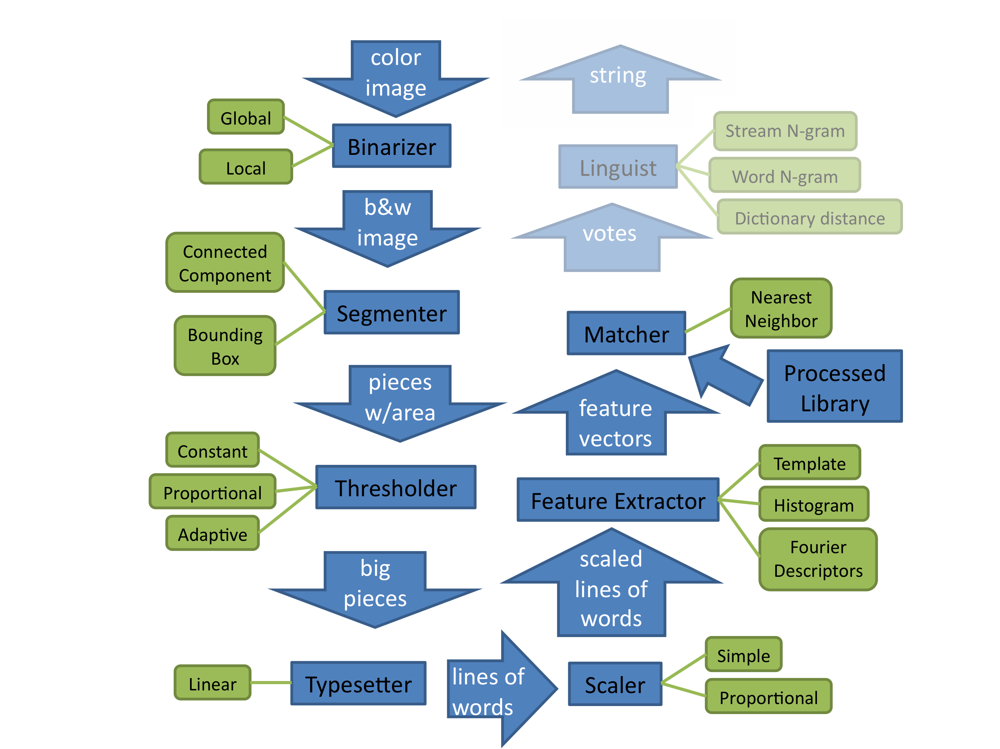 color
image
Global
Local
Binarizer
b&w
image
Connected
Component
Bounding
Box
Segmenter
pieces
w/area
Constant
Proportional
Adaptive
Thresholder
big
pieces
Linear
Typesetter
lines of
words
Scaler
Simple
Proportional
scaled
lines of
words
Feature Extractor
Template
Histogram
Fourier
Descriptors
feature
vectors
Processed
Library
Matcher
Nearest
Neighbor
votes
Linguist
Stream N-gram
Word N-gram
Dictionary distance
string